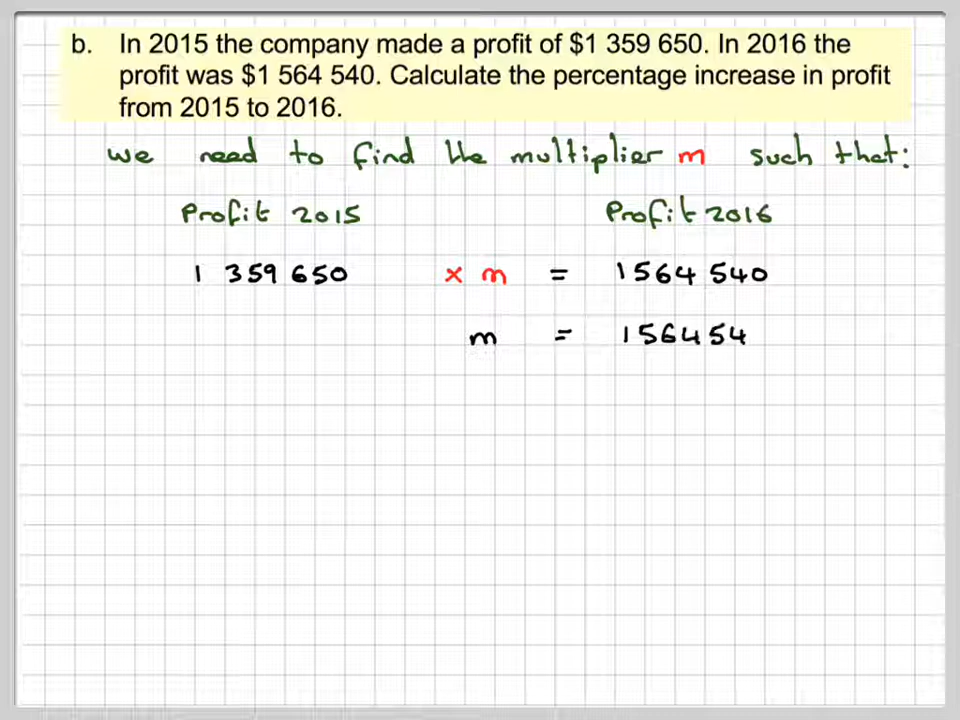 b. In 2015 the company made a profit of $1 359 650. In 2016 the
profit was $1 564 540. Calculate the percentage increase in profit
from 2015 to 2016.
we need to find the multiplier m such that:
Profit 2015 Profit 2016
1 359 650 × m = 1564 540
m = 156454